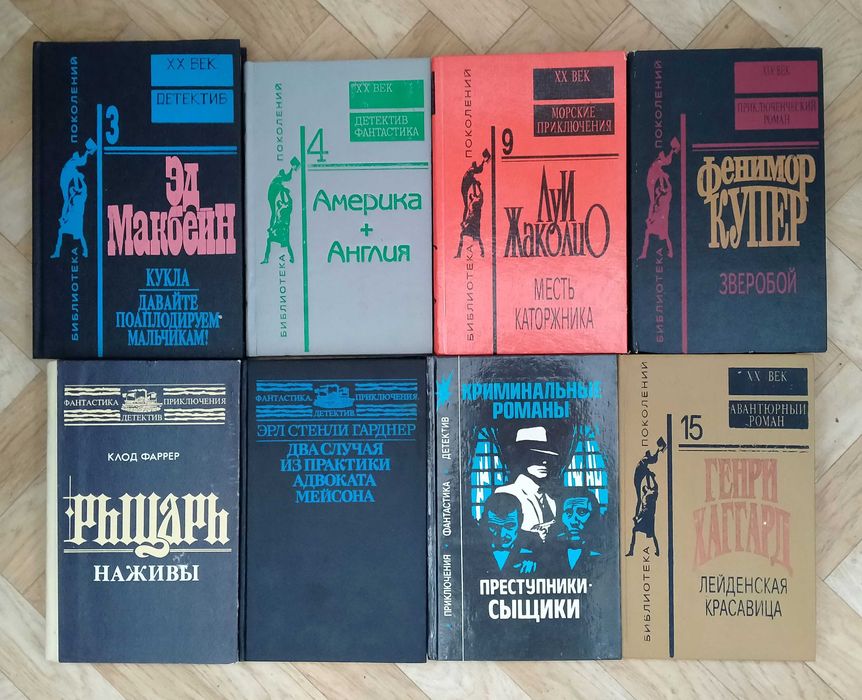 БИБЛИОТЕКА ПОКОЛЕНИЙ
XX ВЕК
ДЕТЕКТИВ
3
ЭД
МАКБЕЙН
КУКЛА
ДАВАЙТЕ
ПОАПЛОДИРУЕМ
МАЛЬЧИКАМ!
БИБЛИОТЕКА ПОКОЛЕНИЙ
XX ВЕК
ДЕТЕКТИВ
ФАНТАСТИКА
4
Америка
+
Англия
БИБЛИОТЕКА ПОКОЛЕНИЙ
XX ВЕК
МОРСКИЕ
ПРИКЛЮЧЕНИЯ
9
ЛУИ
ЖАКОЛИО
МЕСТЬ
КАТОРЖНИКА
БИБЛИОТЕКА ПОКОЛЕНИЙ
XIX ВЕК
ПРИКЛЮЧЕНЧЕСКИЙ
РОМАН
ФЕНИМОР
КУПЕР
ЗВЕРОБОЙ
ФАНТАСТИКА ПРИКЛЮЧЕНИЯ
ДЕТЕКТИВ
КЛОД ФАРРЕР
РЫЦАРЬ
НАЖИВЫ
ФАНТАСТИКА ПРИКЛЮЧЕНИЯ
ДЕТЕКТИВ
ЭРЛ СТЕНЛИ ГАРДНЕР
ДВА СЛУЧАЯ
ИЗ ПРАКТИКИ
АДВОКАТА
МЕЙСОНА
ПРИКЛЮЧЕНИЯ ФАНТАСТИКА ДЕТЕКТИВ
КРИМИНАЛЬНЫЕ
РОМАНЫ
ПРЕСТУПНИКИ-
СЫЩИКИ
БИБЛИОТЕКА ПОКОЛЕНИЙ
XX ВЕК
АВАНТЮРНЫЙ
РОМАН
15
ГЕНРИ
ХАГГАРД
ЛЕЙДЕНСКАЯ
КРАСАВИЦА